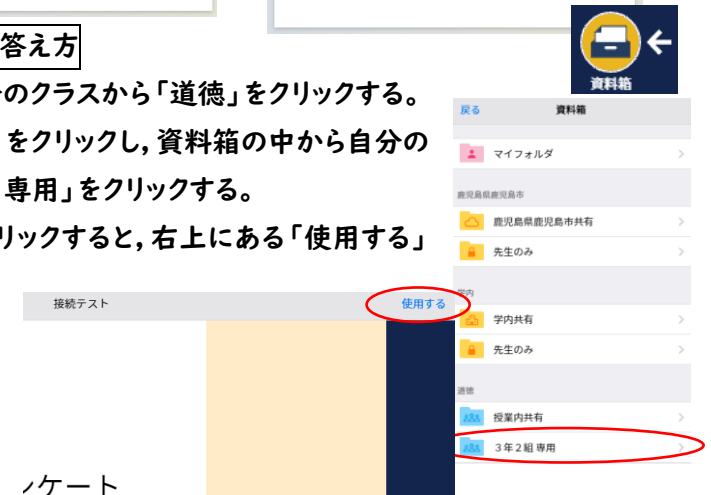 答え方
のクラスから「道徳」をクリックする。
をクリックし，資料箱の中から自分の
専用」をクリックする。
リックすると，右上にある「使用する」
資料箱
戻る 資料箱
マイフォルダ
鹿児島県鹿児島市
鹿児島県鹿児島市共有
先生のみ
学内
学内共有
先生のみ
道徳
授業内共有
３年２組 専用
接続テスト 使用する
ンケート